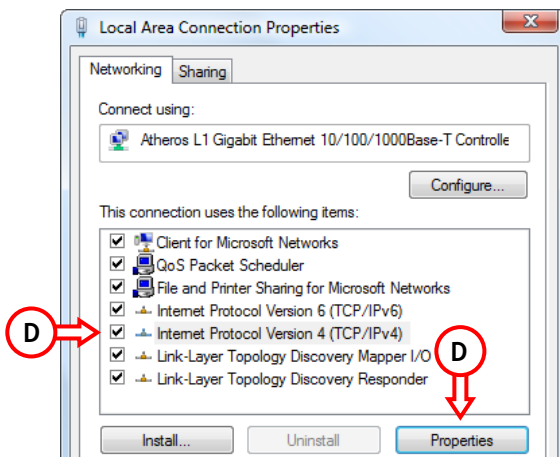 Local Area Connection Properties
Networking Sharing
Connect using:
Atheros L1 Gigabit Ethernet 10/100/1000Base-T Controlle
Configure...
This connection uses the following items:
Client for Microsoft Networks
QoS Packet Scheduler
File and Printer Sharing for Microsoft Networks
Internet Protocol Version 6 (TCP/IPv6)
D Internet Protocol Version 4 (TCP/IPv4)
Link-Layer Topology Discovery Mapper I/O D
Link-Layer Topology Discovery Responder
Install... Uninstall Properties